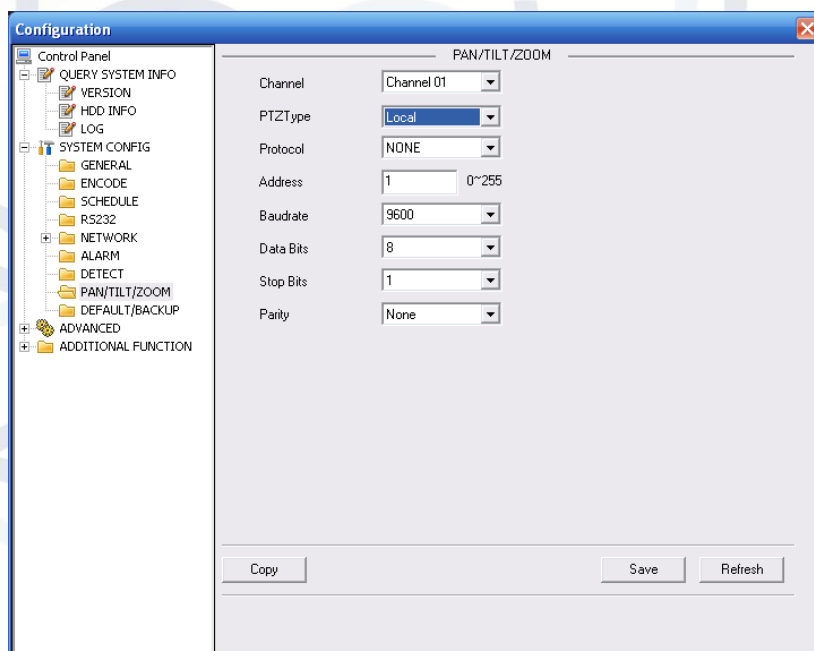 Configuration
Control Panel
QUERY SYSTEM INFO
VERSION
HDD INFO
LOG
SYSTEM CONFIG
GENERAL
ENCODE
SCHEDULE
RS232
NETWORK
ALARM
DETECT
PAN/TILT/ZOOM
DEFAULT/BACKUP
ADVANCED
ADDITIONAL FUNCTION
PAN/TILT/ZOOM
Channel Channel 01
PTZType Local
Protocol NONE
Address 1 0~255
Baudrate 9600
Data Bits 8
Stop Bits 1
Parity None
Copy Save Refresh